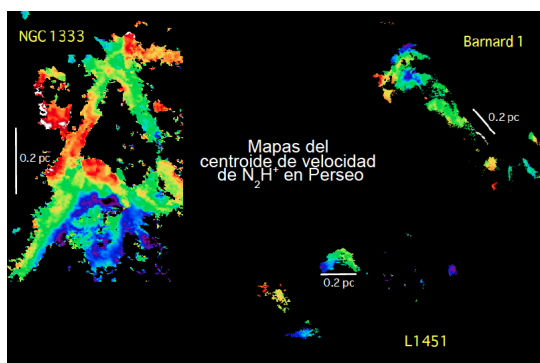 NGC 1333
Barnard 1
0.2 pc
0.2 pc
Mapas del
centroide de velocidad
de N₂H⁺ en Perseo
0.2 pc
L1451